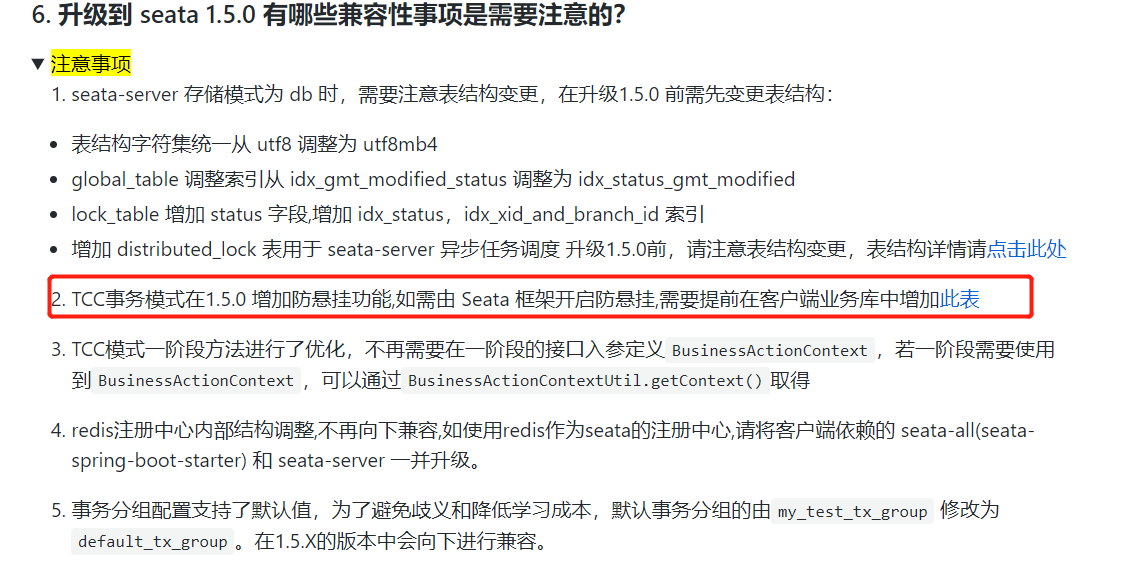 6. 升级到 seata 1.5.0 有哪些兼容性事项是需要注意的？
▼ 注意事项
1. seata-server 存储模式为 db 时，需要注意表结构变更，在升级1.5.0 前需先变更表结构：
• 表结构字符集统一从 utf8 调整为 utf8mb4
• global_table 调整索引从 idx_gmt_modified_status 调整为 idx_status_gmt_modified
• lock_table 增加 status 字段,增加 idx_status，idx_xid_and_branch_id 索引
• 增加 distributed_lock 表用于 seata-server 异步任务调度 升级1.5.0前，请注意表结构变更，表结构详情请点击此处
2. TCC事务模式在1.5.0 增加防悬挂功能,如需由 Seata 框架开启防悬挂,需要提前在客户端业务库中增加此表
3. TCC模式一阶段方法进行了优化，不再需要在一阶段的接口入参定义 BusinessActionContext ，若一阶段需要使用
到 BusinessActionContext ，可以通过 BusinessActionContextUtil.getContext() 取得
4. redis注册中心内部结构调整,不再向下兼容,如使用redis作为seata的注册中心,请将客户端依赖的 seata-all(seata-
spring-boot-starter) 和 seata-server 一并升级。
5. 事务分组配置支持了默认值，为了避免歧义和降低学习成本，默认事务分组的由 my_test_tx_group 修改为
default_tx_group 。在1.5.X的版本中会向下进行兼容。